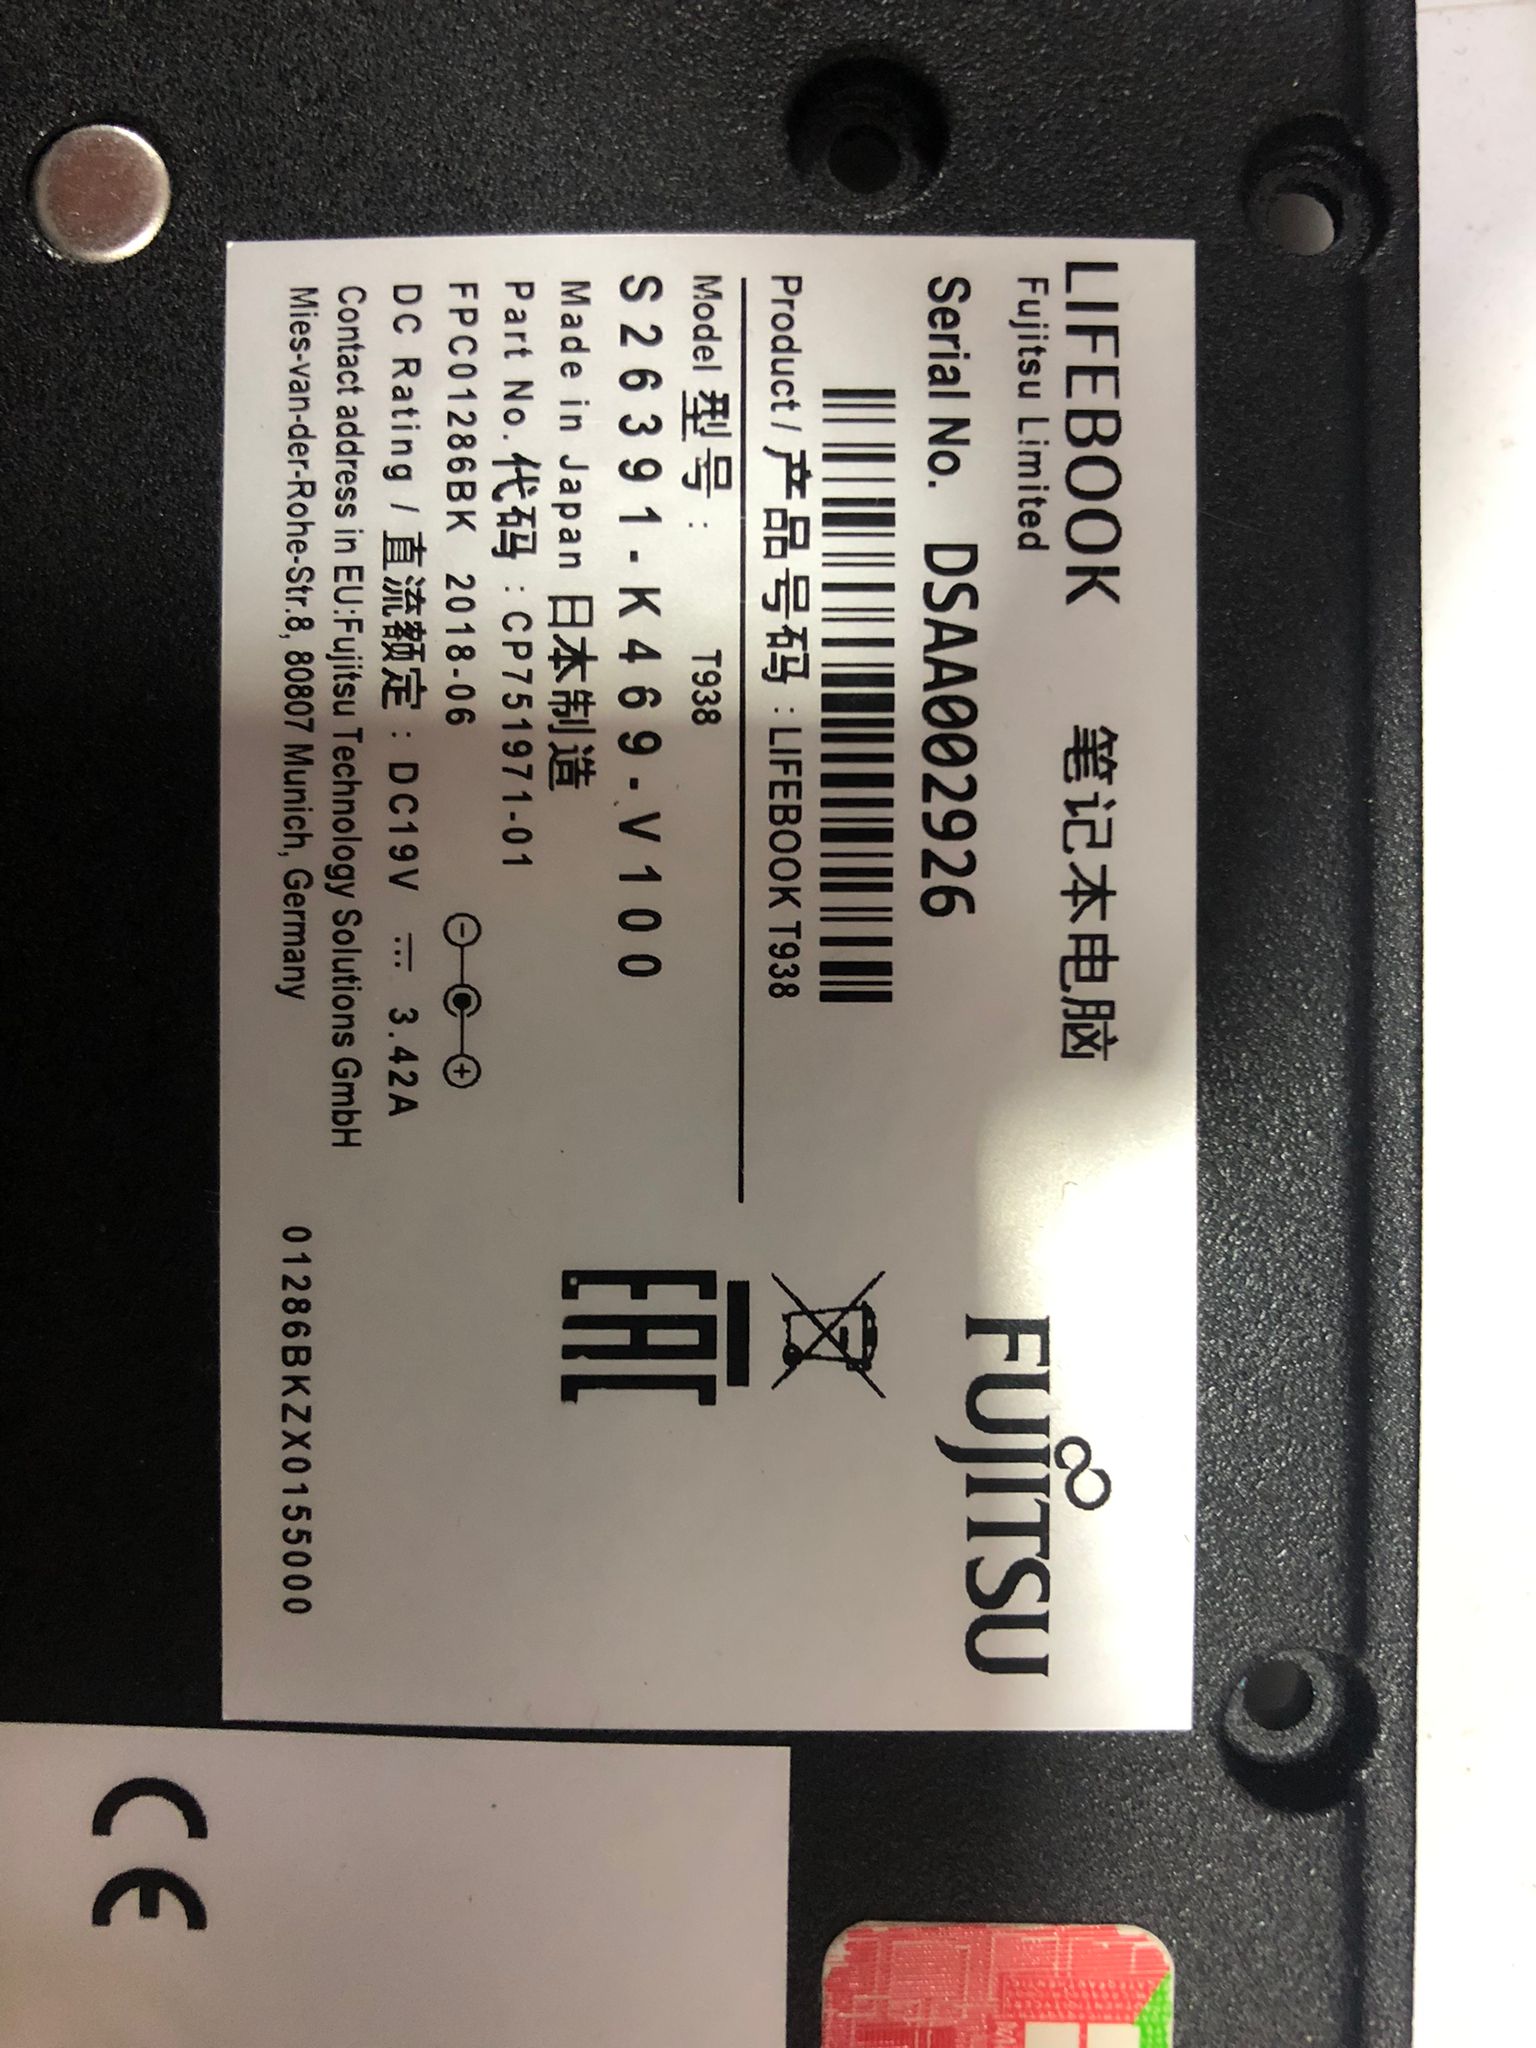 LIFEBOOK 笔记本电脑
Fujitsu Limited
FUJITSU
Serial No. DSAA002926
Product / 产品号码 : LIFEBOOK T938
Model 型号 : T938
S26391-K469-V100
Made in Japan 日本制造
Part No.代码 : CP751971-01
FPC01286BK 2018-06
DC Rating / 直流额定 : DC19V ⎓ 3.42A
Contact address in EU:Fujitsu Technology Solutions GmbH
Mies-van-der-Rohe-Str.8, 80807 Munich, Germany
01286BKZX0155000
EAC
CE